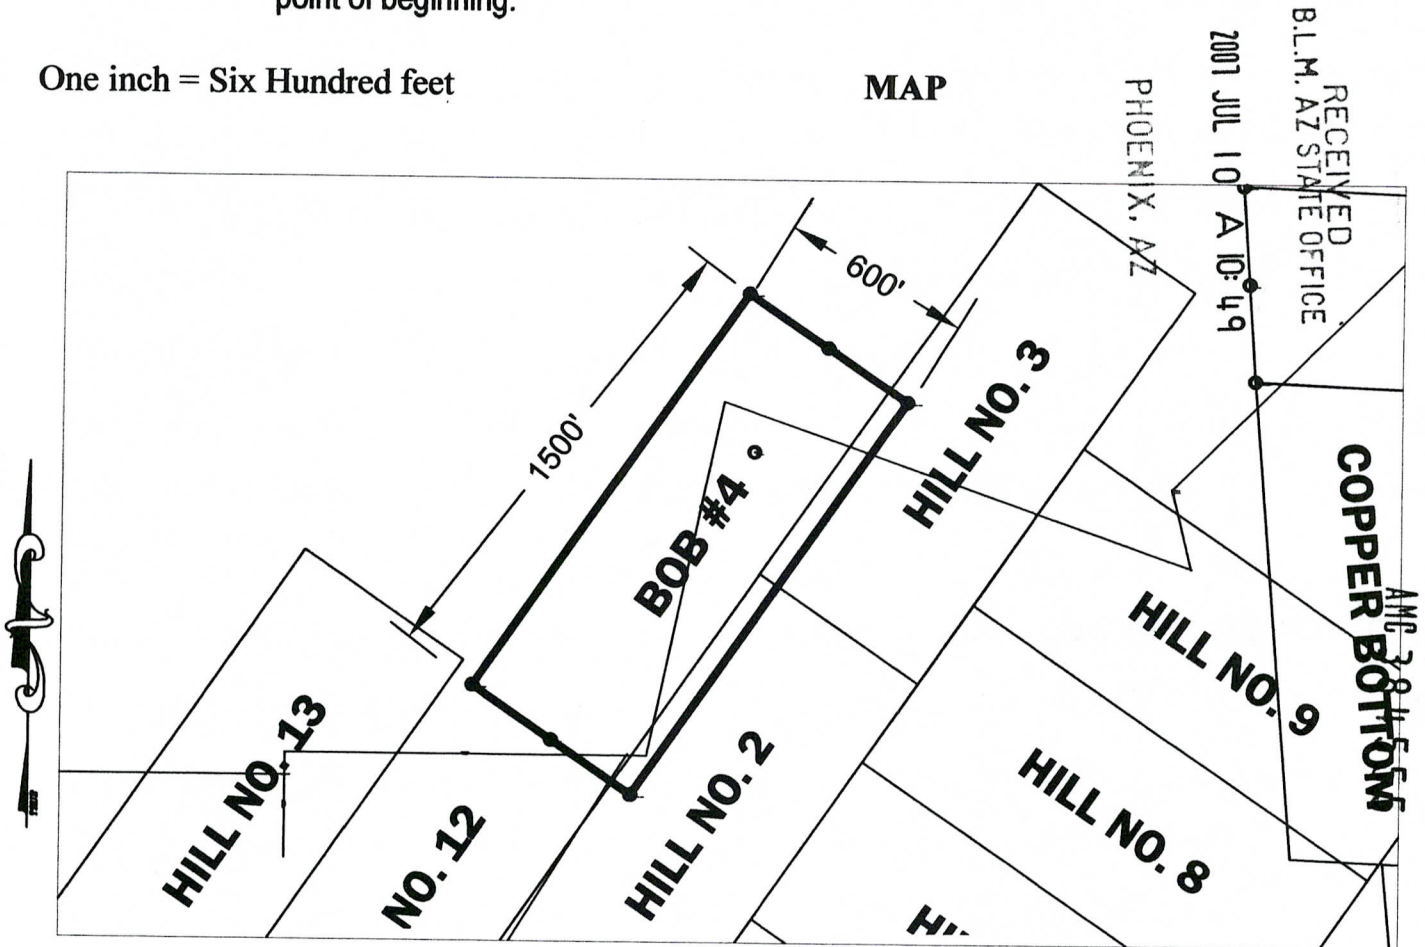 point of beginning.
One inch = Six Hundred feet
MAP
RECEIVED
B.L.M. AZ STATE OFFICE
2007 JUL 10 A 10: 49
PHOENIX, AZ
600'
1500'
HILL NO. 3
BOB #4
COPPER BOTTOM
HILL NO. 9
HILL NO. 13
HILL NO. 2
HILL NO. 8
NO. 12